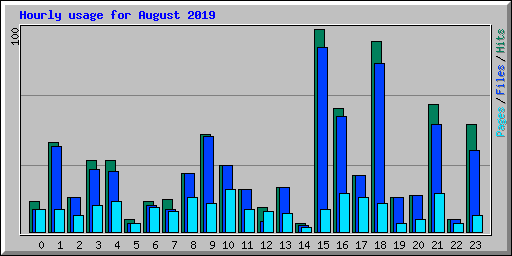 Hourly usage for August 2019
100
Pages / Files / Hits
0 1 2 3 4 5 6 7 8 9 10 11 12 13 14 15 16 17 18 19 20 21 22 23